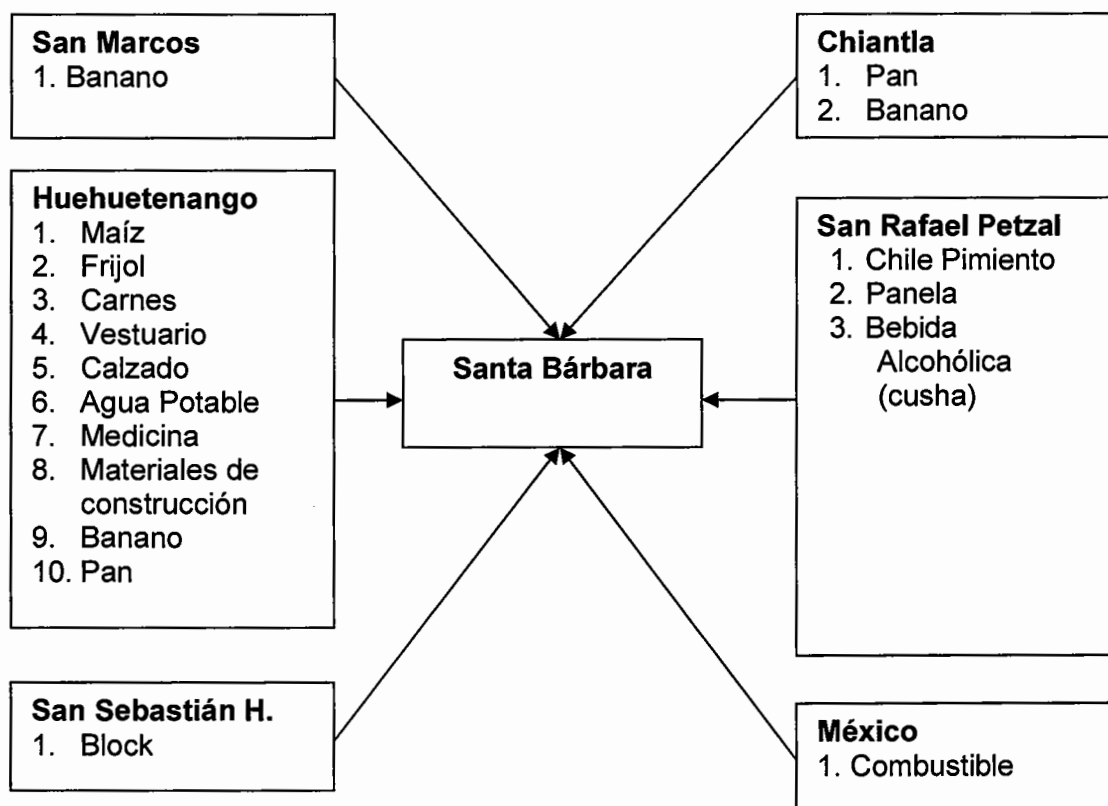 San Marcos
1. Banano
Chiantla
1. Pan
2. Banano
Huehuetenango
1. Maíz
2. Frijol
3. Carnes
4. Vestuario
5. Calzado
6. Agua Potable
7. Medicina
8. Materiales de
construcción
9. Banano
10. Pan
San Rafael Petzal
1. Chile Pimiento
2. Panela
3. Bebida
Alcohólica
(cusha)
Santa Bárbara
San Sebastián H.
1. Block
México
1. Combustible